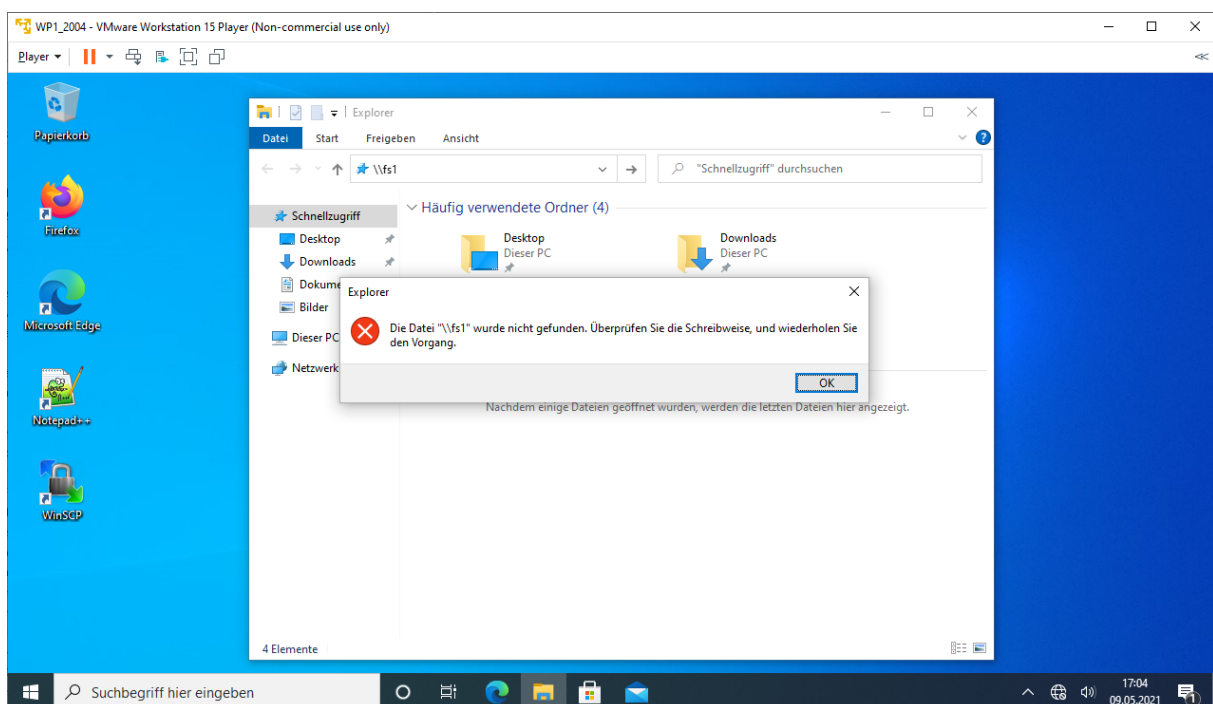 WP1_2004 - VMware Workstation 15 Player (Non-commercial use only)
Player
Papierkorb
Firefox
Microsoft Edge
Notepad++
WinSCP
Explorer
Datei Start Freigeben Ansicht
\\fs1
"Schnellzugriff" durchsuchen
Schnellzugriff
Desktop
Downloads
Dokume
Bilder
Dieser PC
Netzwerk
Häufig verwendete Ordner (4)
Desktop
Dieser PC
Downloads
Dieser PC
Explorer
Die Datei "\\fs1" wurde nicht gefunden. Überprüfen Sie die Schreibweise, und wiederholen Sie
den Vorgang.
OK
Nachdem einige Dateien geöffnet wurden, werden die letzten Dateien hier angezeigt.
4 Elemente
Suchbegriff hier eingeben
17:04
09.05.2021
1